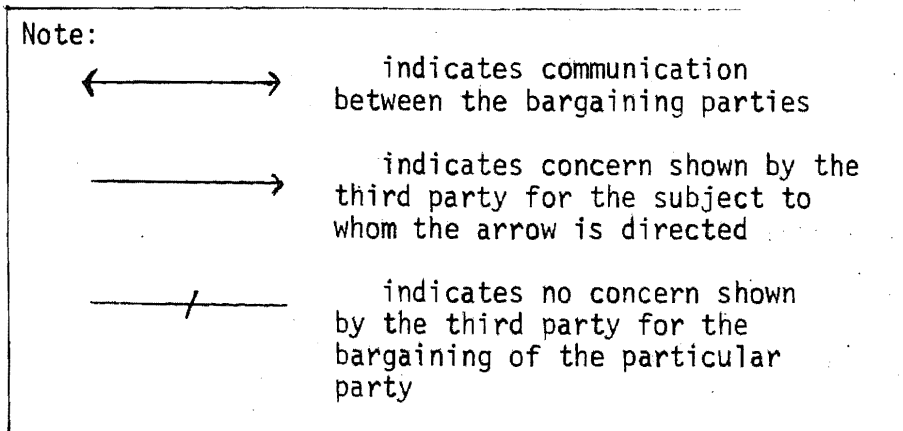 Note:
indicates communication
between the bargaining parties
indicates concern shown by the
third party for the subject to
whom the arrow is directed
indicates no concern shown
by the third party for the
bargaining of the particular
party